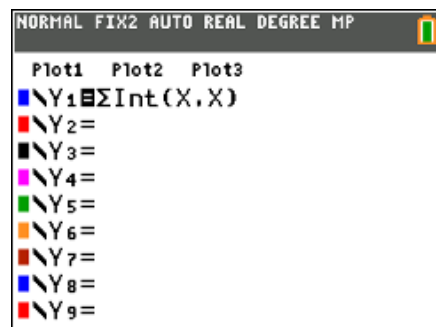 NORMAL FIX2 AUTO REAL DEGREE MP
Plot1 Plot2 Plot3
\Y₁=ΣInt(X,X)
\Y₂=
\Y₃=
\Y₄=
\Y₅=
\Y₆=
\Y₇=
\Y₈=
\Y₉=